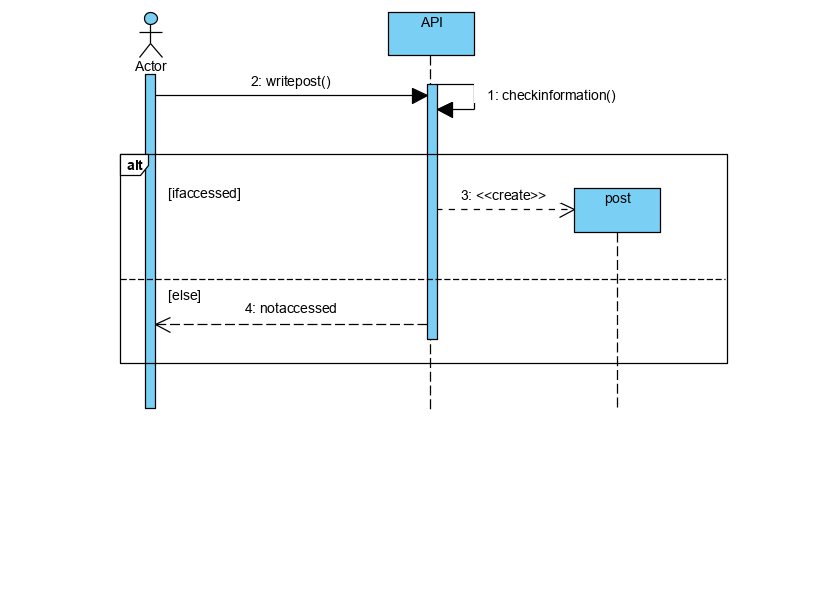 API
Actor
2: writepost()
1: checkinformation()
alt
[ifaccessed]
3: <<create>>
post
[else]
4: notaccessed